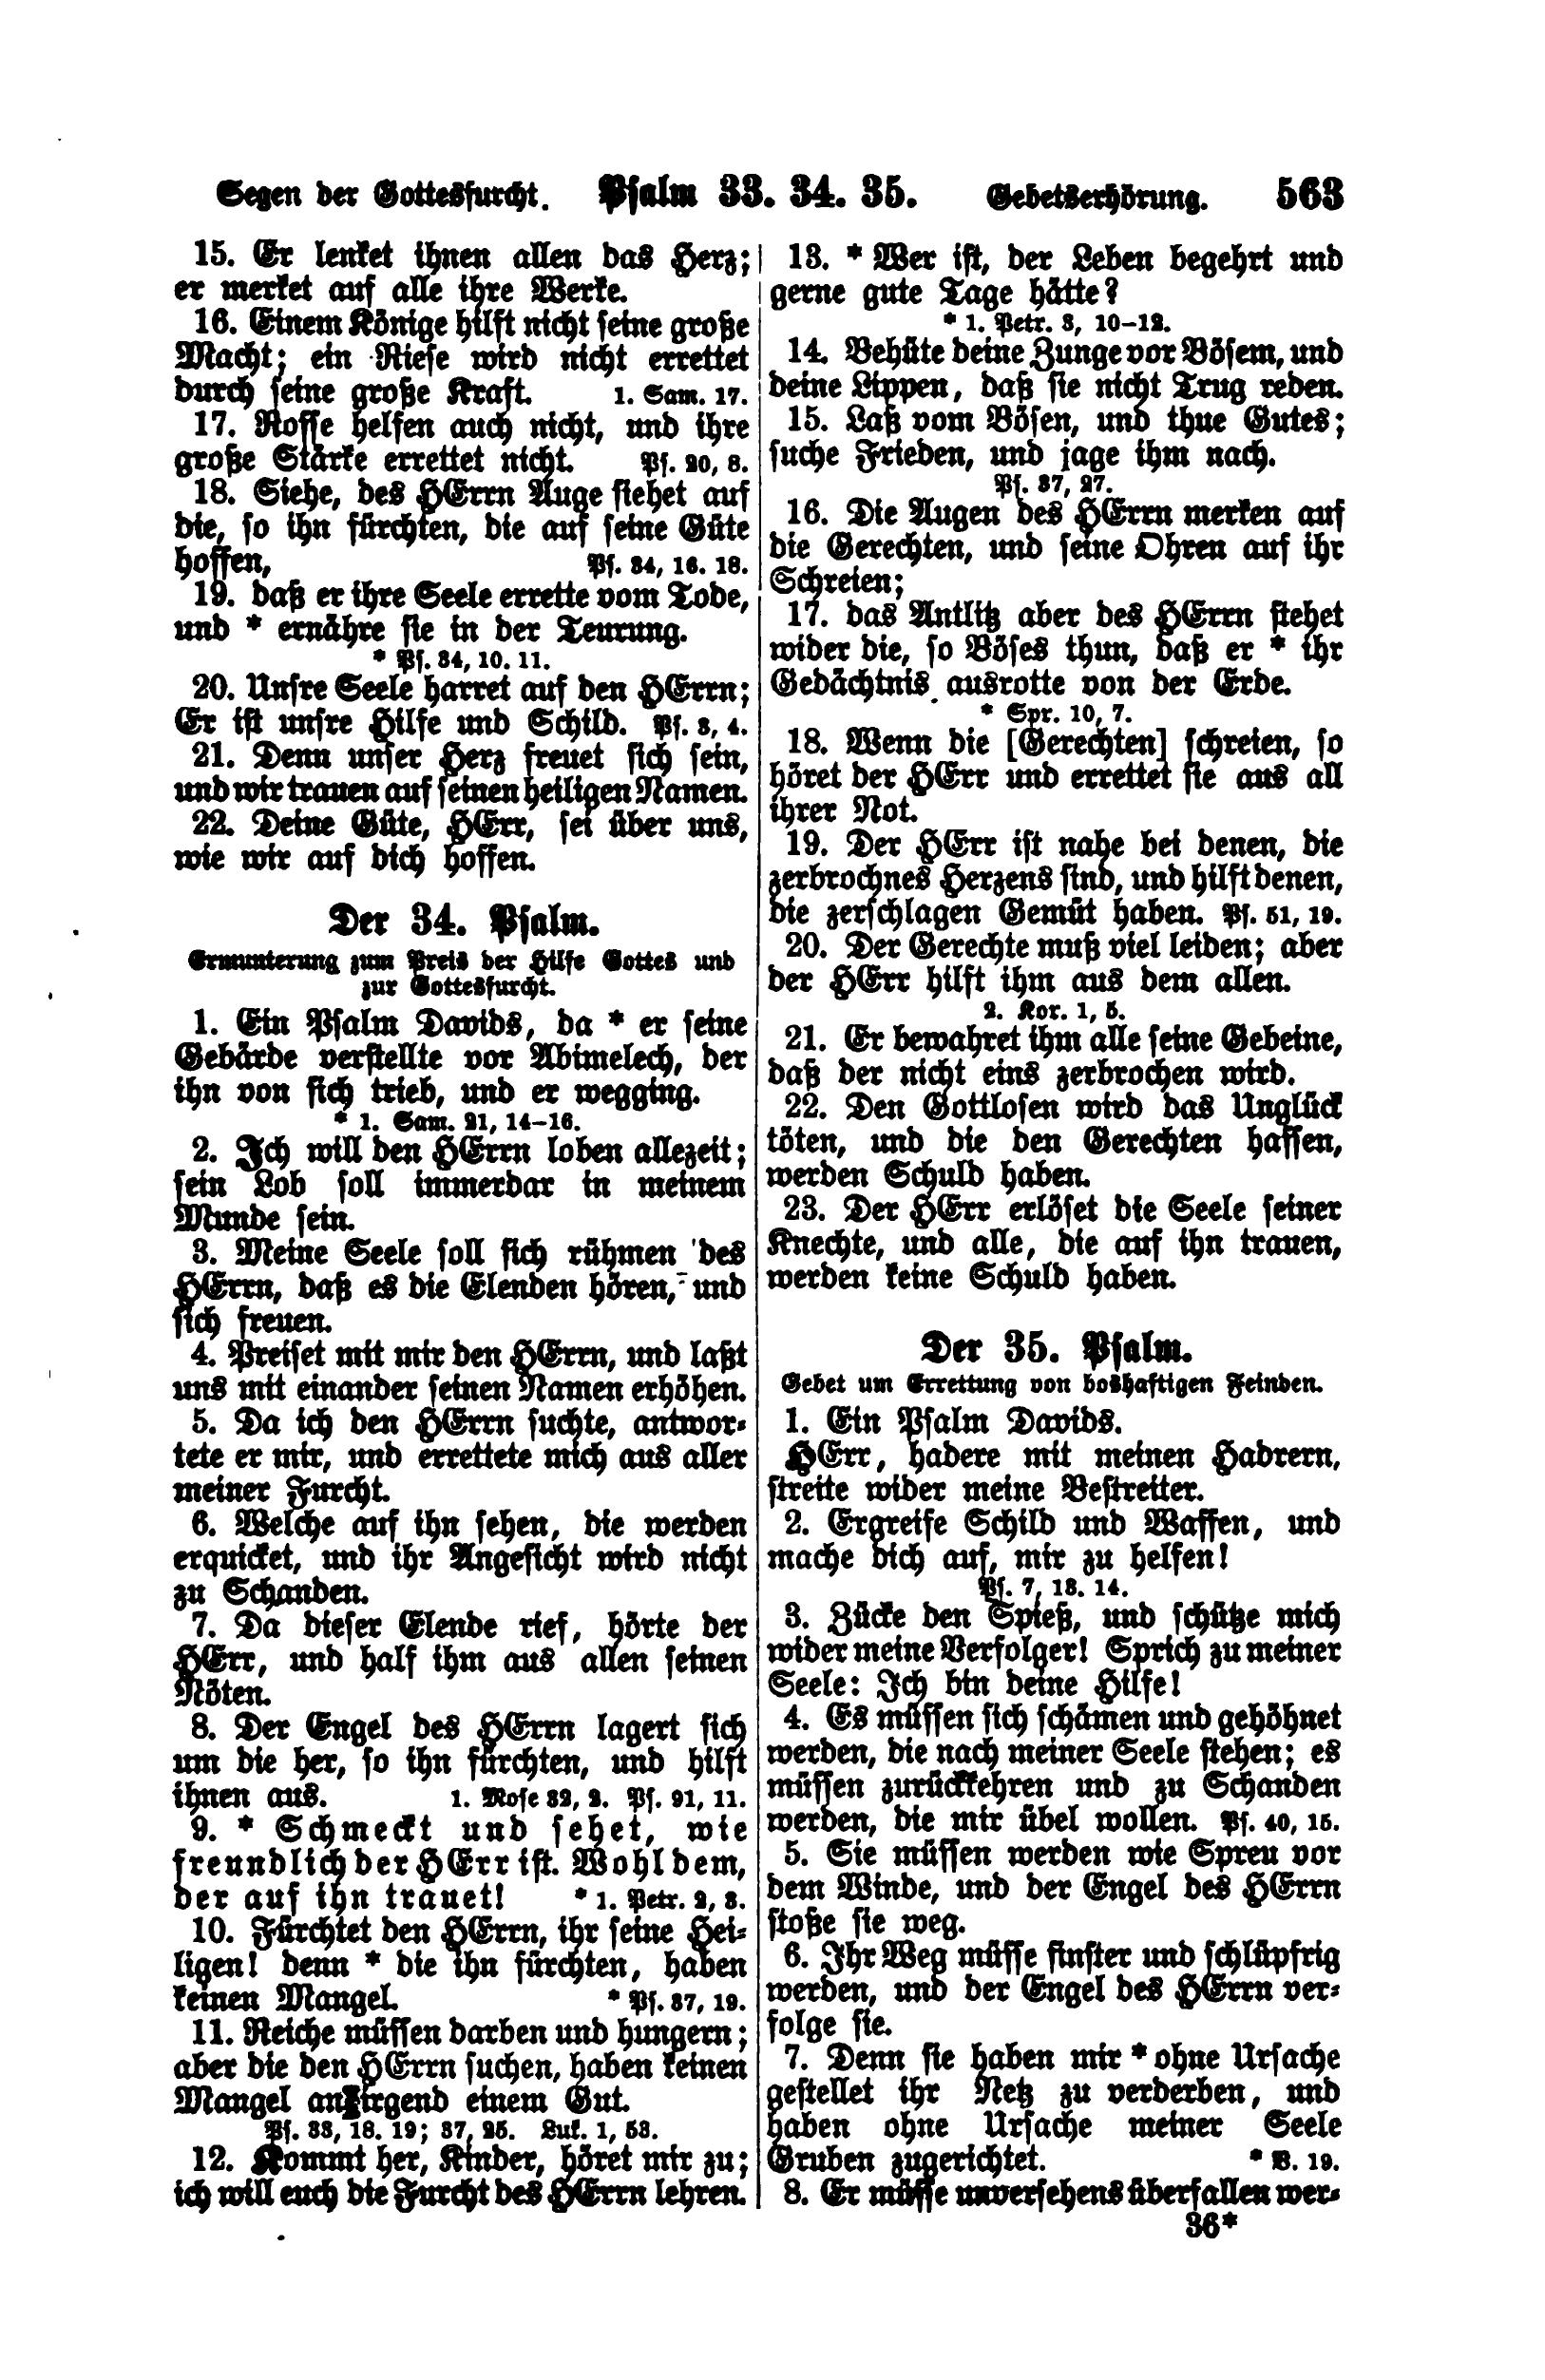 Segen der Gottesfurcht. Psalm 33. 34. 35. Gebetserhörung. 563
15. Er lenket ihnen allen das Herz;
er merket auf alle ihre Werke.
16. Einem Könige hilft nicht seine große
Macht; ein Riese wird nicht errettet
durch seine große Kraft. 1. Sam. 17.
17. Rosse helfen auch nicht, und ihre
große Stärke errettet nicht. Ps. 20, 8.
18. Siehe, des HErrn Auge siehet auf
die, so ihn fürchten, die auf seine Güte
hoffen, Ps. 34, 16. 18.
19. daß er ihre Seele errette vom Tode,
und * ernähre sie in der Teurung.
* Ps. 34, 10. 11.
20. Unsre Seele harret auf den HErrn;
Er ist unsre Hilfe und Schild. Ps. 3, 4.
21. Denn unser Herz freuet sich sein,
und wir trauen auf seinen heiligen Namen.
22. Deine Güte, HErr, sei über uns,
wie wir auf dich hoffen.
Der 34. Psalm.
Ermunterung zum Preis der Hilfe Gottes und
zur Gottesfurcht.
1. Ein Psalm Davids, da * er seine
Gebärde verstellte vor Abimelech, der
ihn von sich trieb, und er wegging.
* 1. Sam. 21, 14–16.
2. Ich will den HErrn loben allezeit;
sein Lob soll immerdar in meinem
Munde sein.
3. Meine Seele soll sich rühmen des
HErrn, daß es die Elenden hören, und
sich freuen.
4. Preiset mit mir den HErrn, und laßt
uns mit einander seinen Namen erhöhen.
5. Da ich den HErrn suchte, antwor-
tete er mir, und errettete mich aus aller
meiner Furcht.
6. Welche auf ihn sehen, die werden
erquicket, und ihr Angesicht wird nicht
zu Schanden.
7. Da dieser Elende rief, hörte der
HErr, und half ihm aus allen seinen
Nöten.
8. Der Engel des HErrn lagert sich
um die her, so ihn fürchten, und hilft
ihnen aus. 1. Mose 32, 2. Ps. 91, 11.
9. * Schmeckt und sehet, wie
freundlich der HErr ist. Wohl dem,
der auf ihn trauet! * 1. Petr. 2, 3.
10. Fürchtet den HErrn, ihr seine Hei-
ligen! denn * die ihn fürchten, haben
keinen Mangel. * Ps. 37, 19.
11. Reiche müssen darben und hungern;
aber die den HErrn suchen, haben keinen
Mangel an irgend einem Gut.
Ps. 33, 18. 19; 37, 25. Luk. 1, 53.
12. Kommt her, Kinder, höret mir zu;
ich will euch die Furcht des HErrn lehren.
13. * Wer ist, der Leben begehrt und
gerne gute Tage hätte?
* 1. Petr. 3, 10–12.
14. Behüte deine Zunge vor Bösem, und
deine Lippen, daß sie nicht Trug reden.
15. Laß vom Bösen, und thue Gutes;
suche Frieden, und jage ihm nach.
Ps. 37, 27.
16. Die Augen des HErrn merken auf
die Gerechten, und seine Ohren auf ihr
Schreien;
17. das Antlitz aber des HErrn stehet
wider die, so Böses thun, daß er * ihr
Gedächtnis ausrotte von der Erde.
* Spr. 10, 7.
18. Wenn die [Gerechten] schreien, so
höret der HErr und errettet sie aus all
ihrer Not.
19. Der HErr ist nahe bei denen, die
zerbrochnes Herzens sind, und hilft denen,
die zerschlagen Gemüt haben. Ps. 51, 19.
20. Der Gerechte muß viel leiden; aber
der HErr hilft ihm aus dem allen.
2. Kor. 1, 5.
21. Er bewahret ihm alle seine Gebeine,
daß der nicht eins zerbrochen wird.
22. Den Gottlosen wird das Unglück
töten, und die den Gerechten hassen,
werden Schuld haben.
23. Der HErr erlöset die Seele seiner
Knechte, und alle, die auf ihn trauen,
werden keine Schuld haben.
Der 35. Psalm.
Gebet um Errettung von boshaftigen Feinden.
1. Ein Psalm Davids.
HErr, hadere mit meinen Hadrern,
streite wider meine Bestreiter.
2. Ergreife Schild und Waffen, und
mache dich auf, mir zu helfen!
Ps. 7, 13. 14.
3. Zücke den Spieß, und schütze mich
wider meine Verfolger! Sprich zu meiner
Seele: Ich bin deine Hilfe!
4. Es müssen sich schämen und gehöhnet
werden, die nach meiner Seele stehen; es
müssen zurückkehren und zu Schanden
werden, die mir übel wollen. Ps. 40, 15.
5. Sie müssen werden wie Spreu vor
dem Winde, und der Engel des HErrn
stoße sie weg.
6. Ihr Weg müsse finster und schlüpfrig
werden, und der Engel des HErrn ver-
folge sie.
7. Denn sie haben mir * ohne Ursache
gestellet ihr Netz zu verderben, und
haben ohne Ursache meiner Seele
Gruben zugerichtet. * V. 19.
8. Er müsse unversehens überfallen wer-
36*